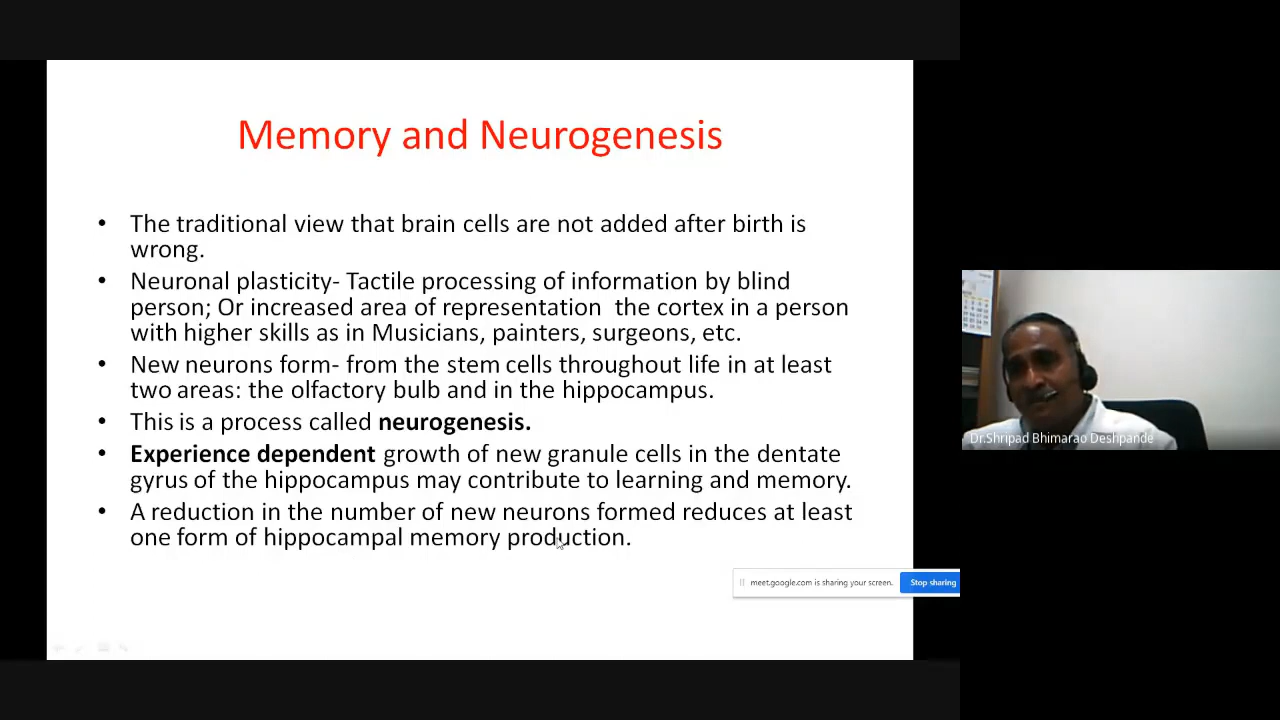 Memory and Neurogenesis
• The traditional view that brain cells are not added after birth is
wrong.
• Neuronal plasticity- Tactile processing of information by blind
person; Or increased area of representation the cortex in a person
with higher skills as in Musicians, painters, surgeons, etc.
• New neurons form- from the stem cells throughout life in at least
two areas: the olfactory bulb and in the hippocampus.
• This is a process called neurogenesis.
• Experience dependent growth of new granule cells in the dentate
gyrus of the hippocampus may contribute to learning and memory.
• A reduction in the number of new neurons formed reduces at least
one form of hippocampal memory production.
meet.google.com is sharing your screen.
Stop sharing
Dr.Shripad Bhimarao Deshpande